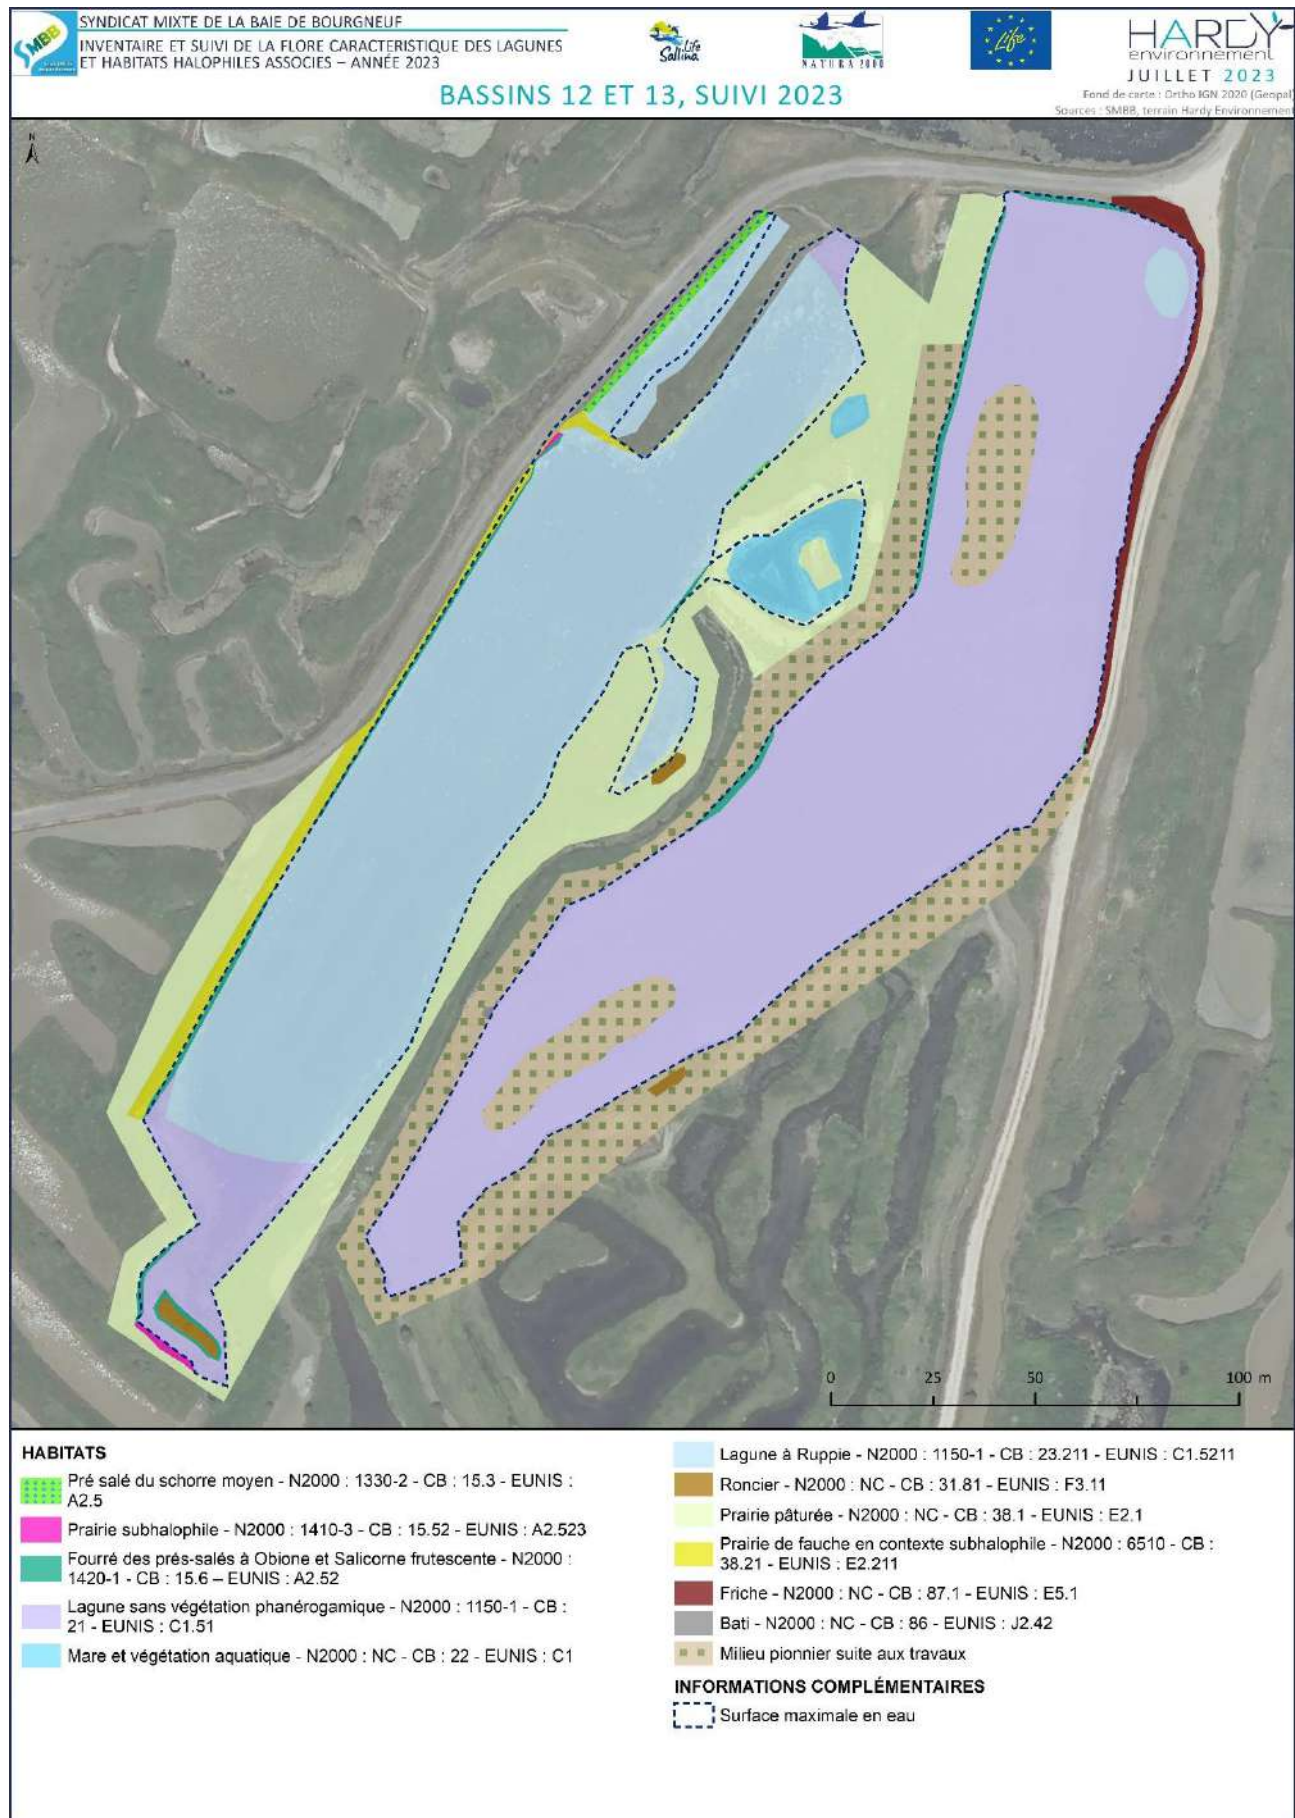 SYNDICAT MIXTE DE LA BAIE DE BOURGNEUF
INVENTAIRE ET SUIVI DE LA FLORE CARACTERISTIQUE DES LAGUNES
ET HABITATS HALOPHILES ASSOCIES – ANNÉE 2023
SMBB
Life
Sallina
NATURA 2000
Life
HARDY
environnement
JUILLET 2023
Fond de carte : Ortho IGN 2020 (Geopal)
Sources : SMBB, terrain Hardy Environnement
BASSINS 12 ET 13, SUIVI 2023
N
0 25 50 100 m
HABITATS
Pré salé du schorre moyen - N2000 : 1330-2 - CB : 15.3 - EUNIS :
A2.5
Prairie subhalophile - N2000 : 1410-3 - CB : 15.52 - EUNIS : A2.523
Fourré des prés-salés à Obione et Salicorne frutescente - N2000 :
1420-1 - CB : 15.6 – EUNIS : A2.52
Lagune sans végétation phanérogamique - N2000 : 1150-1 - CB :
21 - EUNIS : C1.51
Mare et végétation aquatique - N2000 : NC - CB : 22 - EUNIS : C1
Lagune à Ruppie - N2000 : 1150-1 - CB : 23.211 - EUNIS : C1.5211
Roncier - N2000 : NC - CB : 31.81 - EUNIS : F3.11
Prairie pâturée - N2000 : NC - CB : 38.1 - EUNIS : E2.1
Prairie de fauche en contexte subhalophile - N2000 : 6510 - CB :
38.21 - EUNIS : E2.211
Friche - N2000 : NC - CB : 87.1 - EUNIS : E5.1
Bati - N2000 : NC - CB : 86 - EUNIS : J2.42
Milieu pionnier suite aux travaux
INFORMATIONS COMPLÉMENTAIRES
Surface maximale en eau